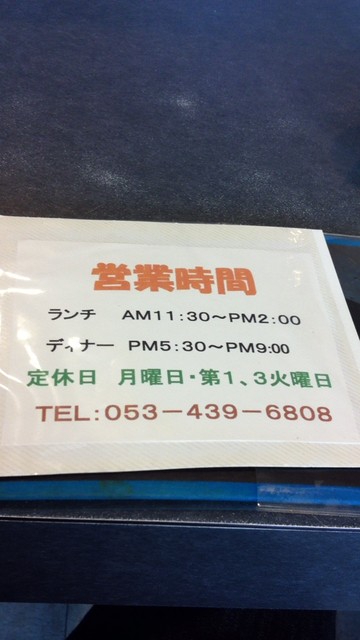 営業時間
ランチ AM11:30〜PM2:00
ディナー PM5:30〜PM9:00
定休日 月曜日・第1、3火曜日
TEL:053－439－6808